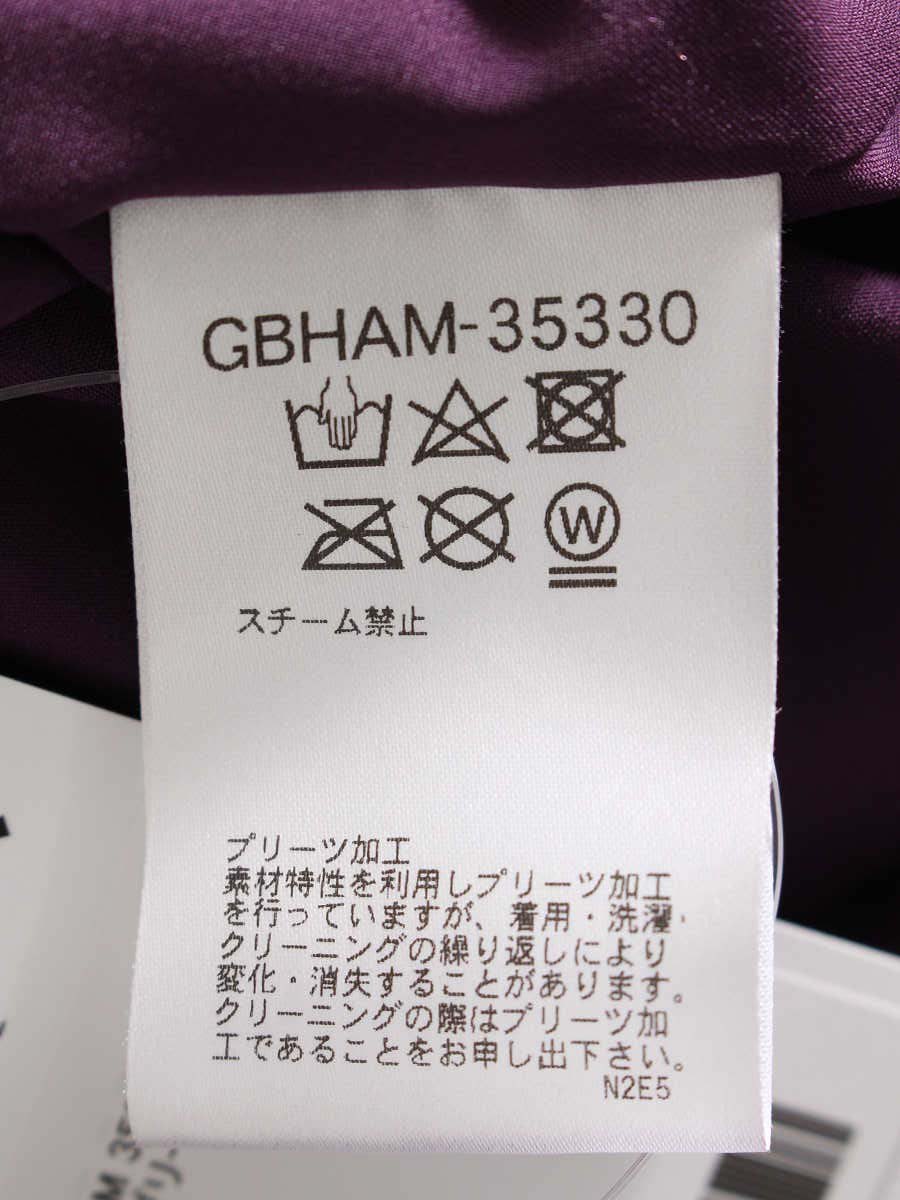 GBHAM-35330
W
スチーム禁止
プリーツ加工
素材特性を利用しプリーツ加工
を行っていますが、着用・洗濯・
クリーニングの繰り返しにより
変化・消失することがあります。
クリーニングの際はプリーツ加
工であることをお申し出下さい。
N2E5